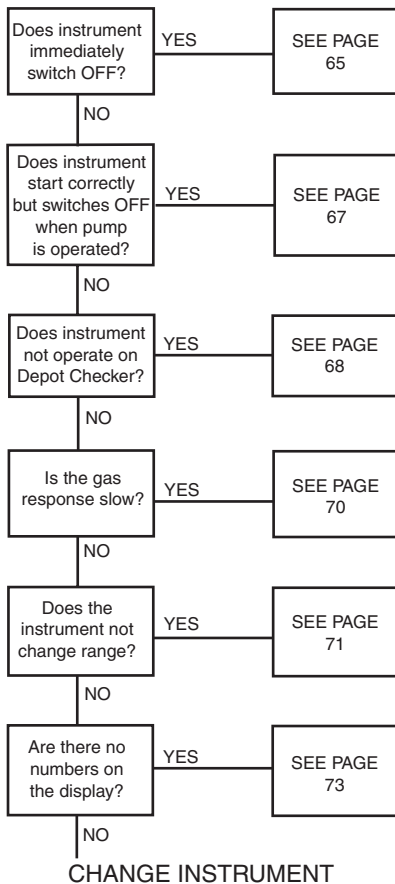 Does instrument
immediately
switch OFF?
YES
SEE PAGE
65
NO
Does instrument
start correctly
but switches OFF
when pump
is operated?
YES
SEE PAGE
67
NO
Does instrument
not operate on
Depot Checker?
YES
SEE PAGE
68
NO
Is the gas
response slow?
YES
SEE PAGE
70
NO
Does the
instrument not
change range?
YES
SEE PAGE
71
NO
Are there no
numbers on
the display?
YES
SEE PAGE
73
NO
CHANGE INSTRUMENT